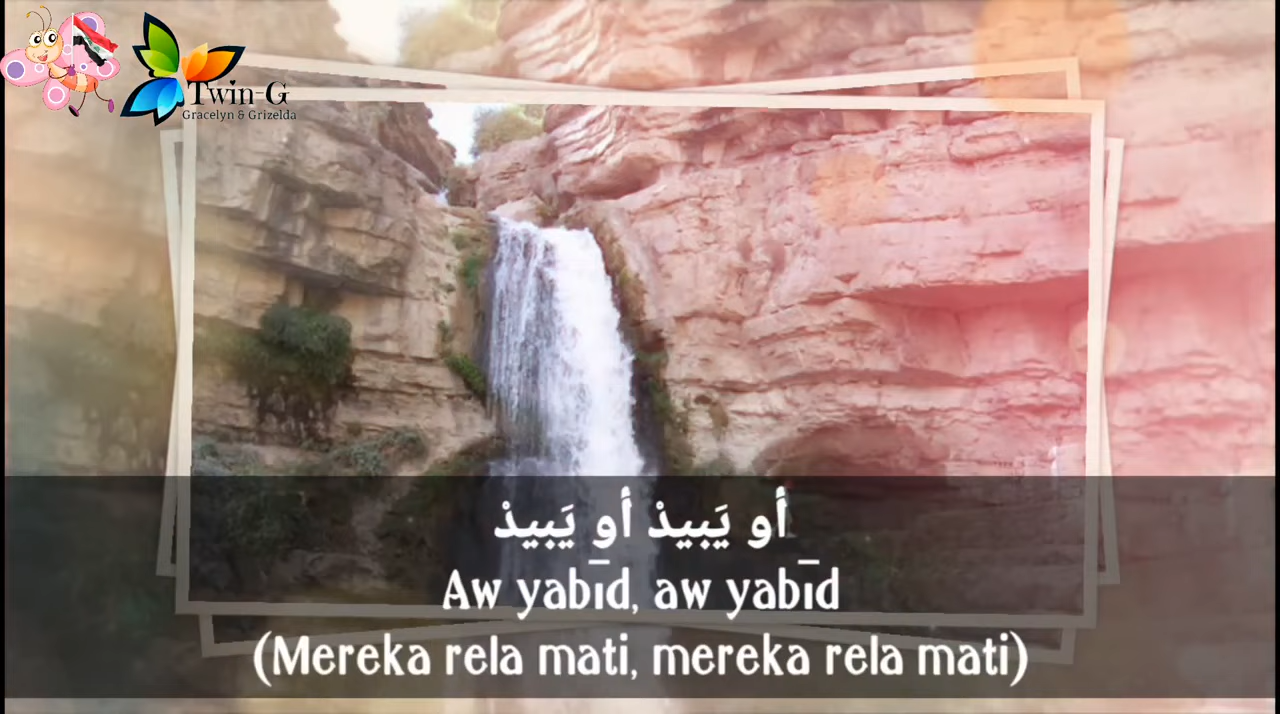 Twin-G
Gracelyn & Grizelda
أو يَبيدْ أو يَبيدْ
Aw yabīd, aw yabīd
(Mereka rela mati, mereka rela mati)